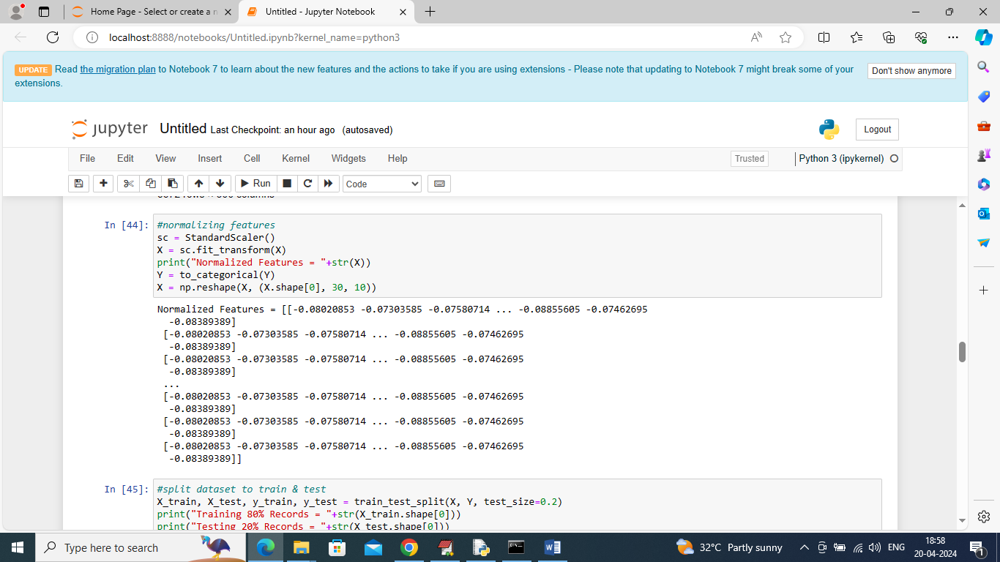 Home Page - Select or create a n
Untitled - Jupyter Notebook
localhost:8888/notebooks/Untitled.ipynb?kernel_name=python3
UPDATE Read the migration plan to Notebook 7 to learn about the new features and the actions to take if you are using extensions - Please note that updating to Notebook 7 might break some of your
extensions.
Don't show anymore
jupyter Untitled Last Checkpoint: an hour ago (autosaved)
Logout
File Edit View Insert Cell Kernel Widgets Help
Trusted
Python 3 (ipykernel)
Run
Code
In [44]: #normalizing features
sc = StandardScaler()
X = sc.fit_transform(X)
print("Normalized Features = "+str(X))
Y = to_categorical(Y)
X = np.reshape(X, (X.shape[0], 30, 10))
Normalized Features = [[-0.08020853 -0.07303585 -0.07580714 ... -0.08855605 -0.07462695
-0.08389389]
[-0.08020853 -0.07303585 -0.07580714 ... -0.08855605 -0.07462695
-0.08389389]
[-0.08020853 -0.07303585 -0.07580714 ... -0.08855605 -0.07462695
-0.08389389]
...
[-0.08020853 -0.07303585 -0.07580714 ... -0.08855605 -0.07462695
-0.08389389]
[-0.08020853 -0.07303585 -0.07580714 ... -0.08855605 -0.07462695
-0.08389389]
[-0.08020853 -0.07303585 -0.07580714 ... -0.08855605 -0.07462695
-0.08389389]]
In [45]: #split dataset to train & test
X_train, X_test, y_train, y_test = train_test_split(X, Y, test_size=0.2)
print("Training 80% Records = "+str(X_train.shape[0]))
print("Testing 20% Records = "+str(X_test.shape[0]))
Type here to search
32°C Partly sunny
ENG
18:58
20-04-2024
1